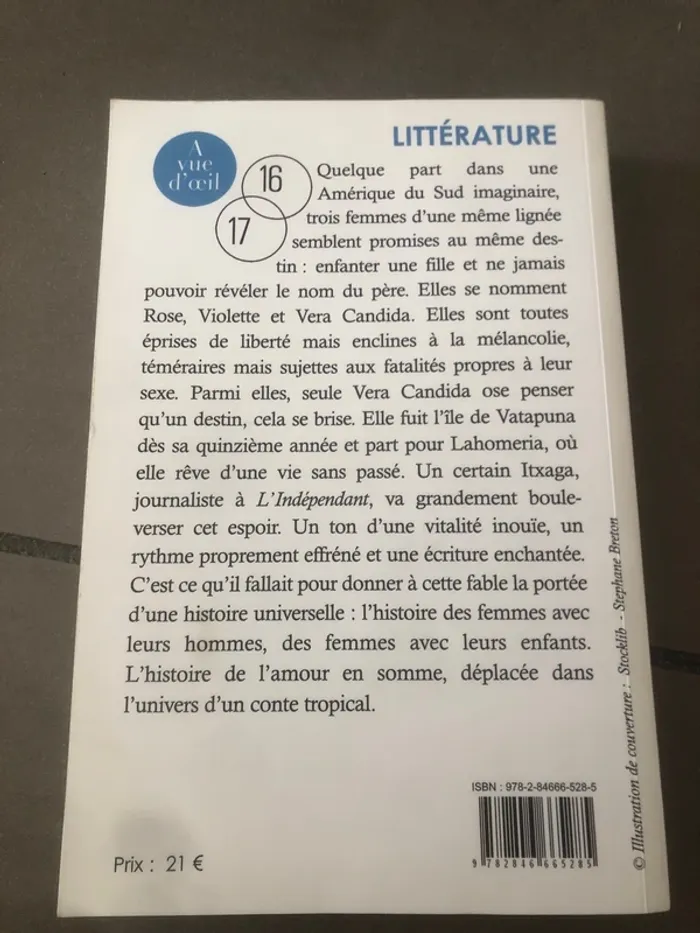 LITTÉRATURE
A
vue
d'œil
16
17
Quelque part dans une
Amérique du Sud imaginaire,
trois femmes d'une même lignée
semblent promises au même des-
tin : enfanter une fille et ne jamais
pouvoir révéler le nom du père. Elles se nomment
Rose, Violette et Vera Candida. Elles sont toutes
éprises de liberté mais enclines à la mélancolie,
téméraires mais sujettes aux fatalités propres à leur
sexe. Parmi elles, seule Vera Candida ose penser
qu'un destin, cela se brise. Elle fuit l'île de Vatapuna
dès sa quinzième année et part pour Lahomeria, où
elle rêve d'une vie sans passé. Un certain Itxaga,
journaliste à L'Indépendant, va grandement boule-
verser cet espoir. Un ton d'une vitalité inouïe, un
rythme proprement effréné et une écriture enchantée.
C'est ce qu'il fallait pour donner à cette fable la portée
d'une histoire universelle : l'histoire des femmes avec
leurs hommes, des femmes avec leurs enfants.
L'histoire de l'amour en somme, déplacée dans
l'univers d'un conte tropical.
© Illustration de couverture : Stocklib - Stephane Breton
ISBN : 978-2-84666-528-5
9 782846 665285
Prix : 21 €